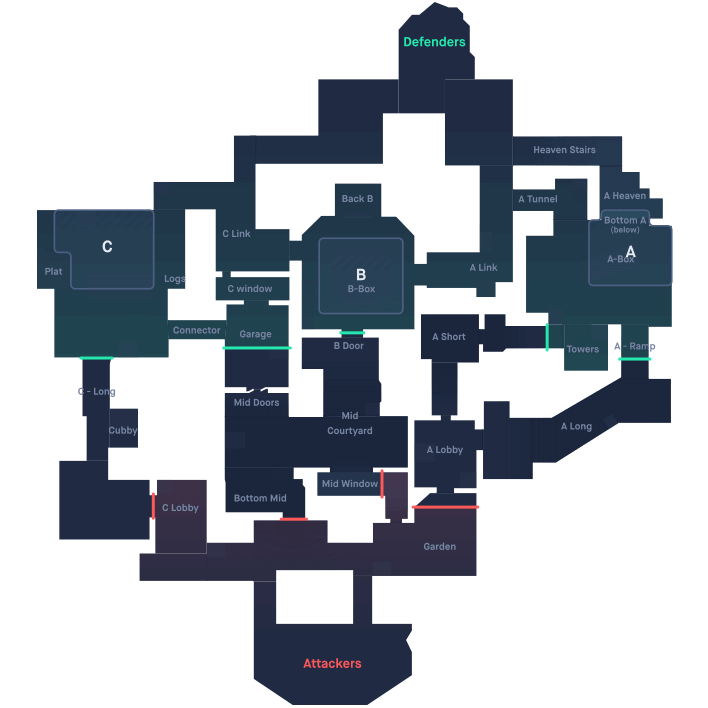 Defenders
Heaven Stairs
Back B
A Tunnel
A Heaven
Bottom A
(below)
C Link
C
B
A
A-Box
Plat
Logs
A Link
C window
B-Box
Connector
Garage
B Door
A Short
Towers
A - Ramp
C - Long
Mid Doors
Mid
Courtyard
Cubby
A Long
A Lobby
Mid Window
Bottom Mid
C Lobby
Garden
Attackers